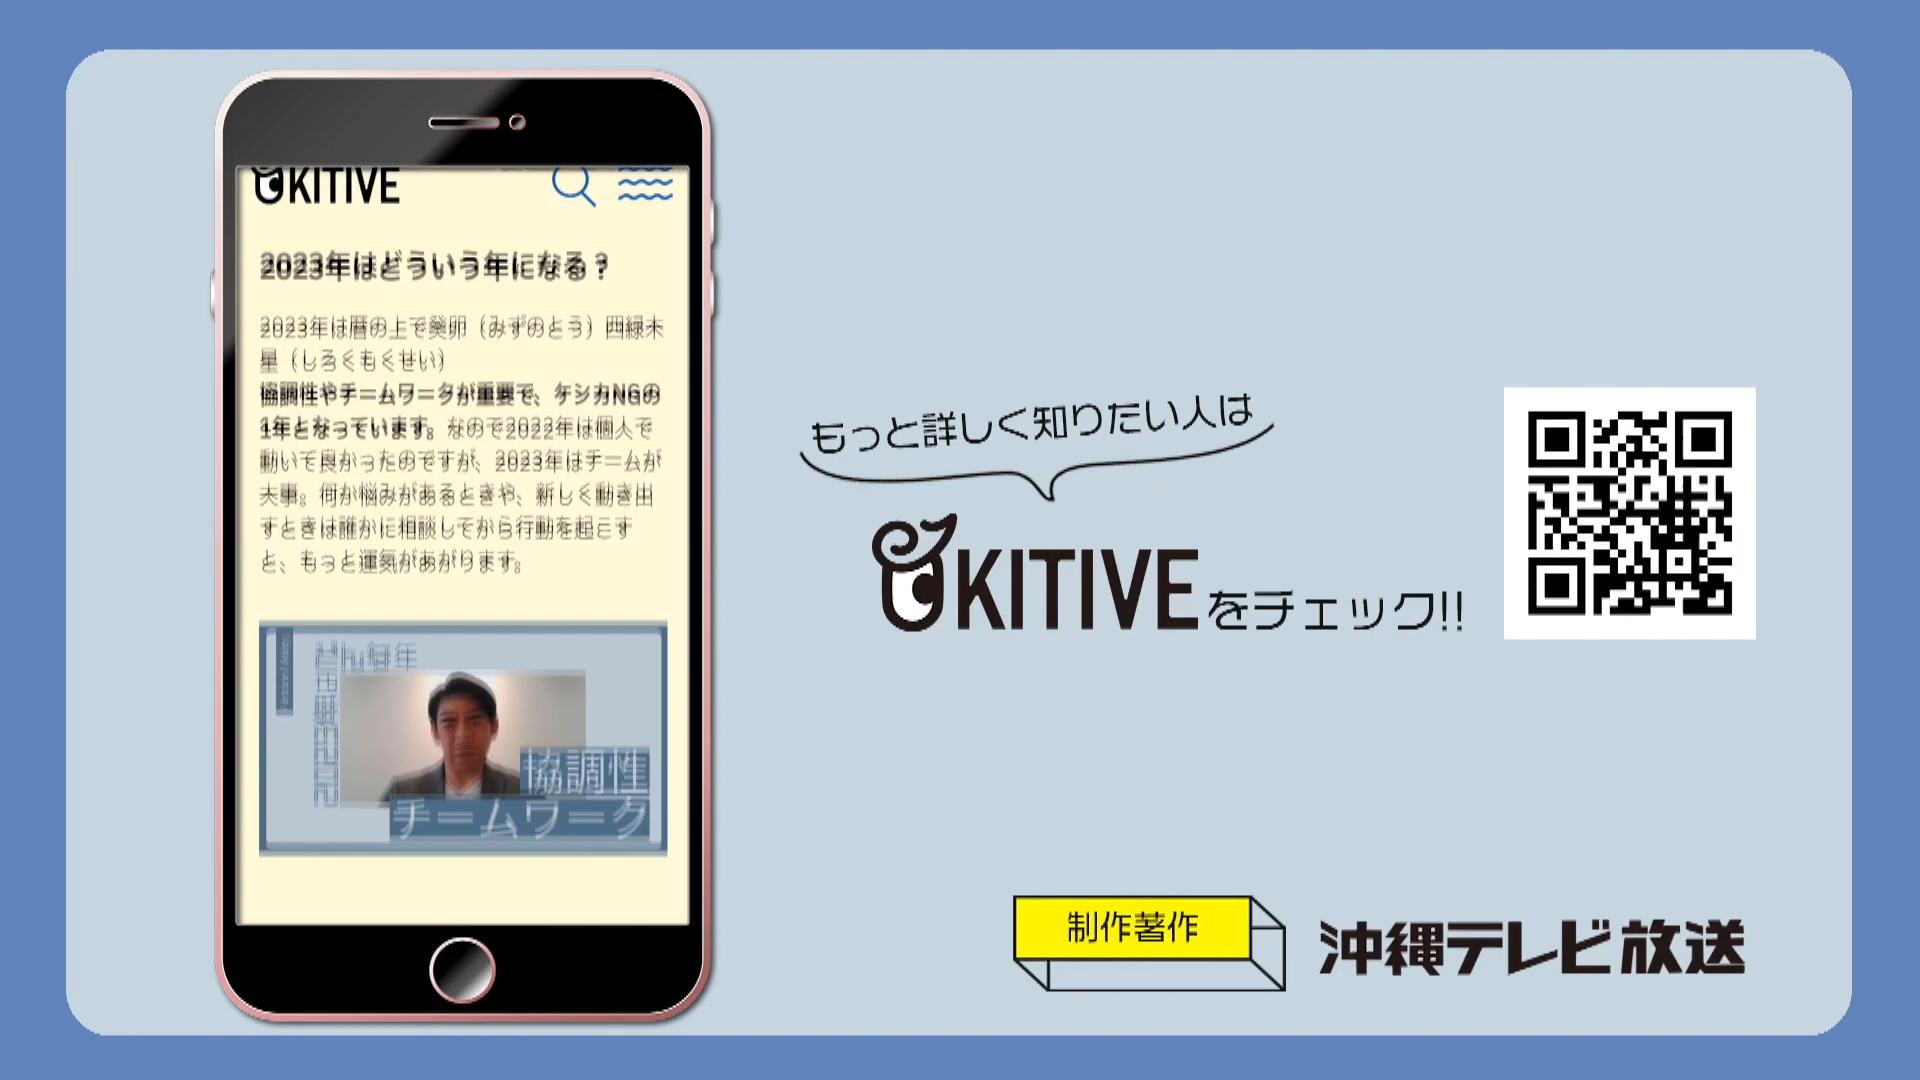 OKITIVE
2023年はどういう年になる？
2023年は暦の上で癸卯（みずのとう）四緑木
星（しろくもくせい）
協調性やチームワークが重要で、ケンカNGの
1年となっています。なので2022年は個人で
動いて良かったのですが、2023年はチームが
大事。何か悩みがあるときや、新しく動き出
すときは誰かに相談してから行動を起こす
と、もっと運気があがります。
協調性
チームワーク
もっと詳しく知りたい人は
OKITIVEをチェック!!
制作著作
沖縄テレビ放送